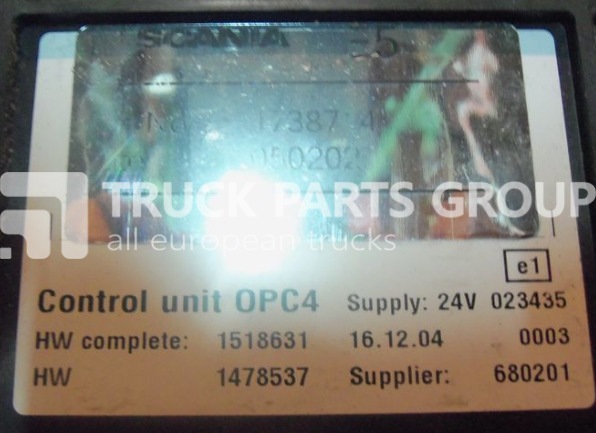 SCANIA
050202
TRUCK PARTS GROUP
all european trucks
e1
Control unit OPC4 Supply: 24V 023435
HW complete: 1518631 16.12.04 0003
HW 1478537 Supplier: 680201